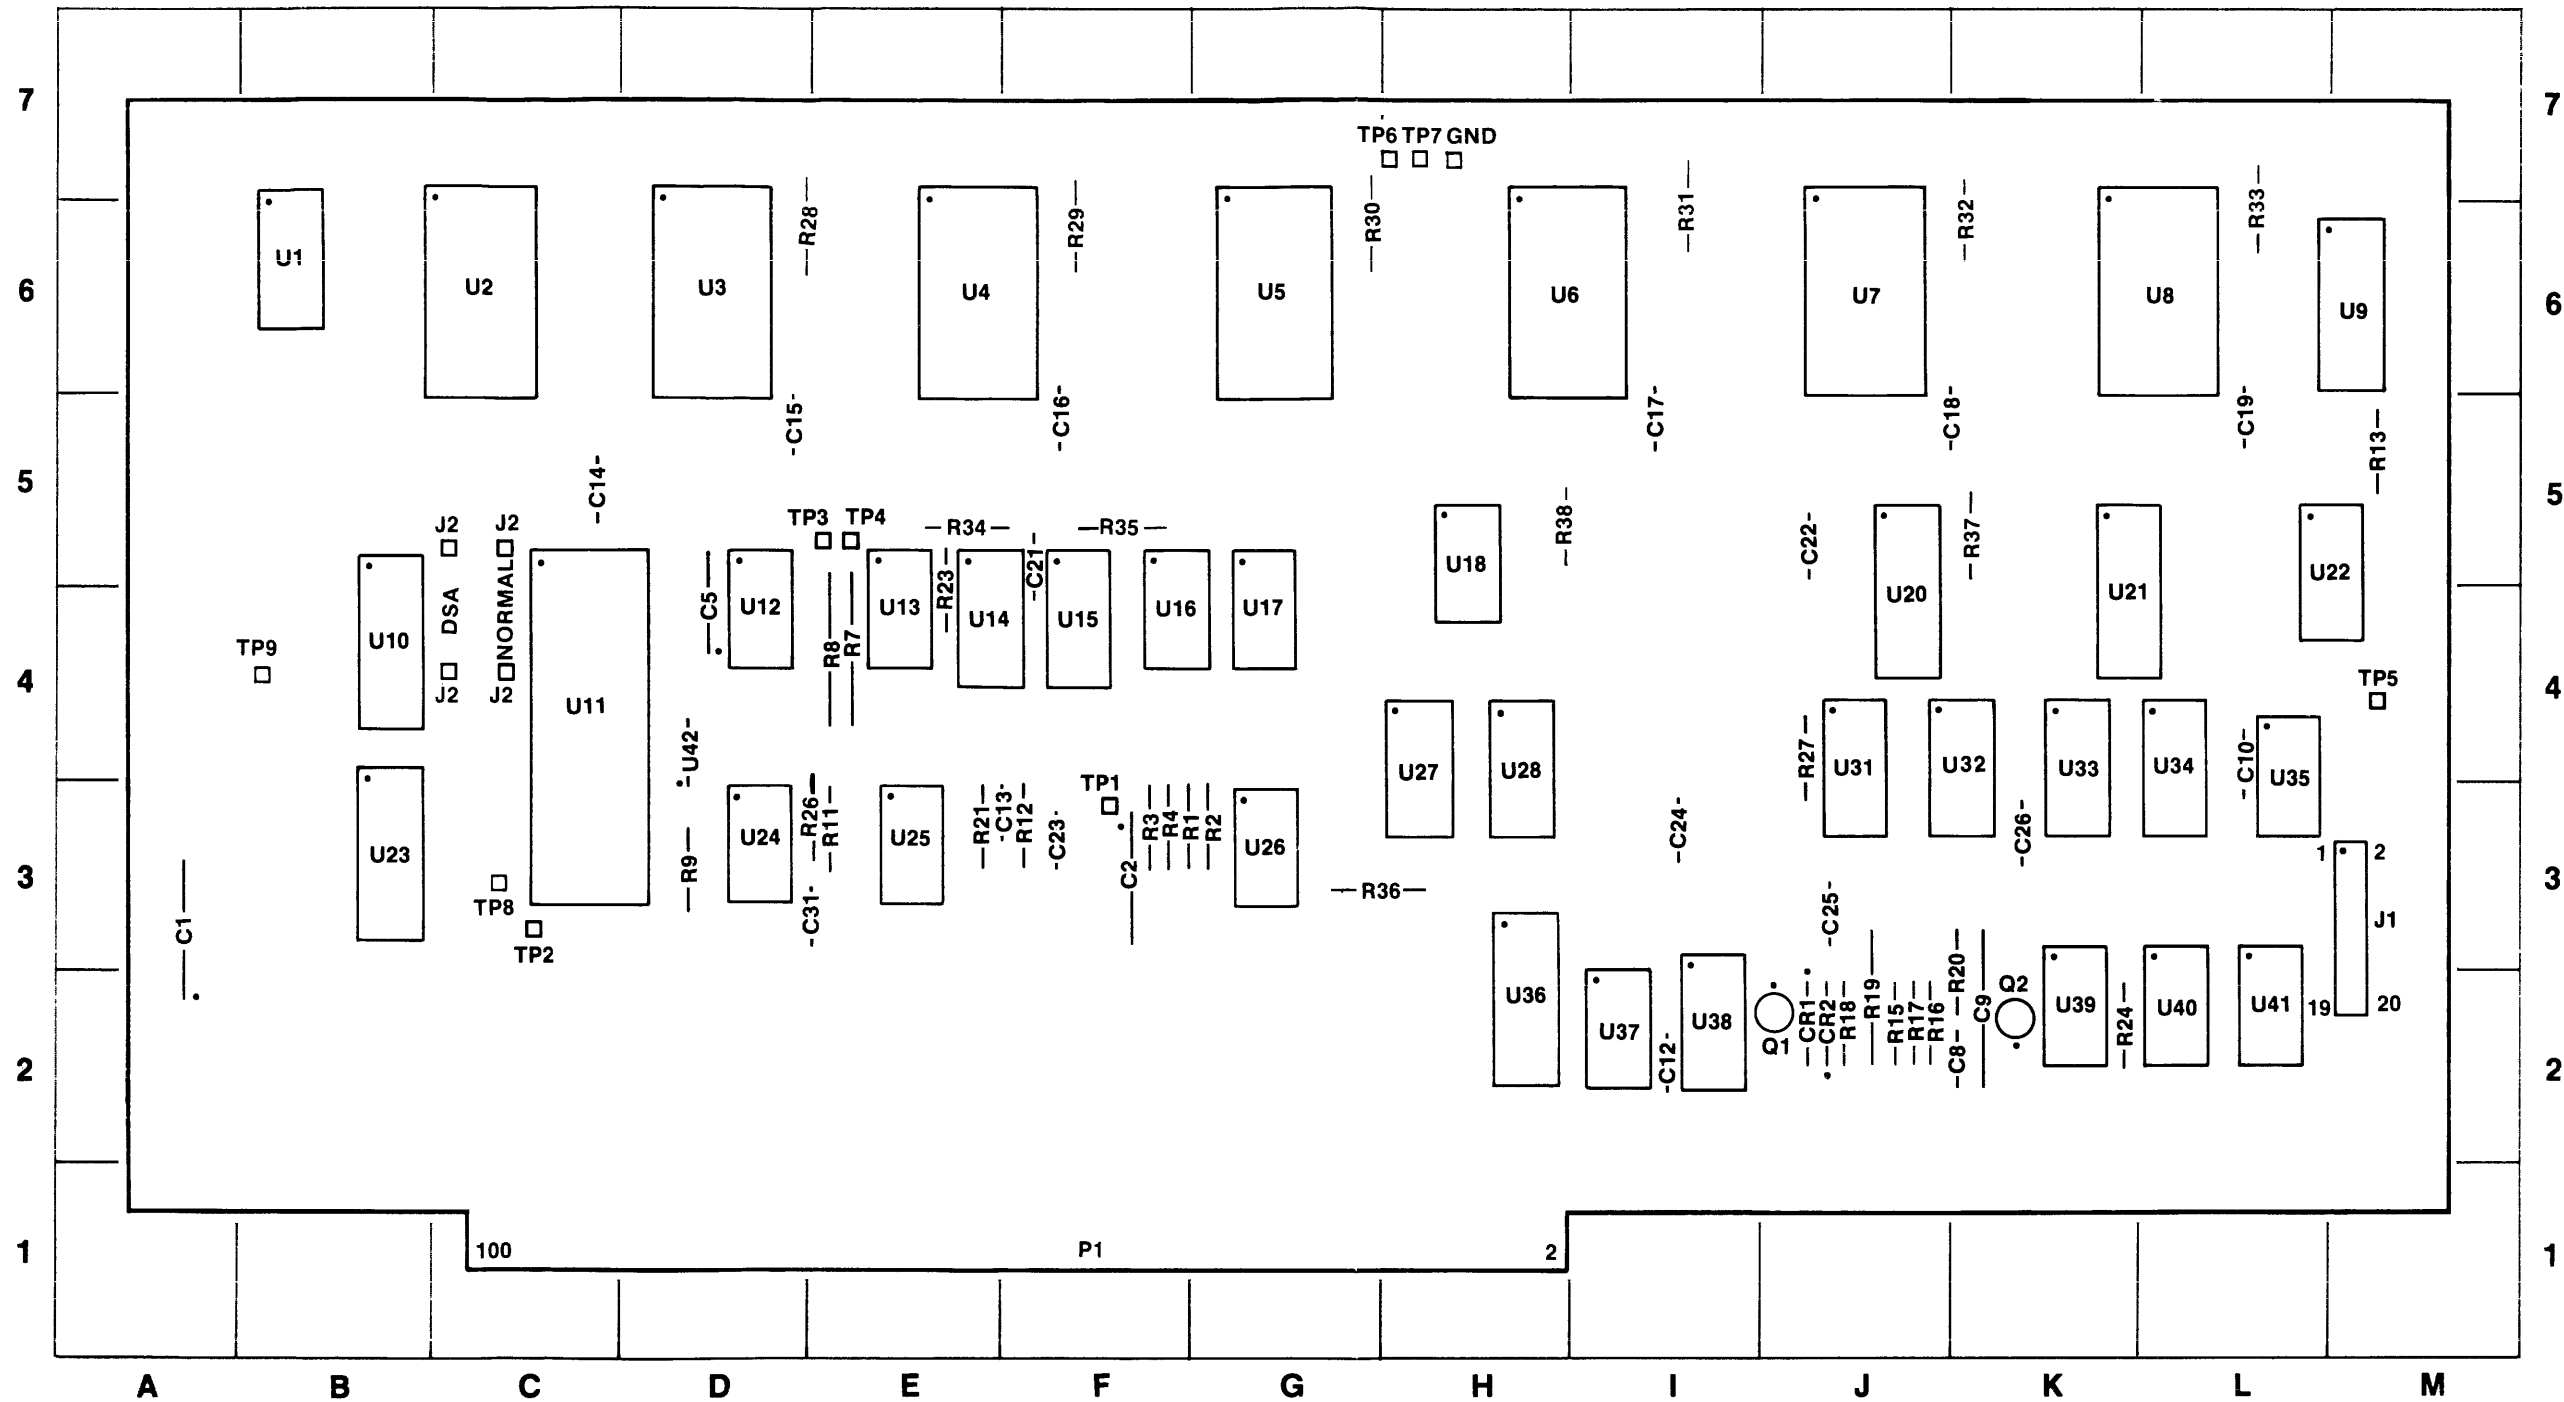 7 7
TP6 TP7 GND
R28 R29 R30 R31 R32 R33
U1 U2 U3 U4 U5 U6 U7 U8 U9
6 6
C15 C16 C17 C18 C19
R13
5 5
C14
J2 J2 TP3 TP4 R34 R35 R38 C22 R37
DSA NORMAL C5 U12 R8 R7 U13 R23 U14 C21 U15 U16 U17 U18 U20 U21 U22
TP9 U10
J2 J2
4 4
TP5
U11
U42 U27 U28 R27 U31 U32 U33 U34 C10 U35
TP1
U23 U24 R26 R11 U25 R21 C13 R12 C23 R3 R4 R1 R2 U26 C24 C26
1 2
R9 C2
3 3
R36
TP8 C31 C25 J1
C1
TP2
U36 U37 C12 U38 Q1 CR1 CR2 R18 R19 R15 R17 R16 R20 C8 C9 Q2 U39 R24 U40 U41 19 20
2 2
1 100 P1 2 1
A B C D E F G H I J K L M